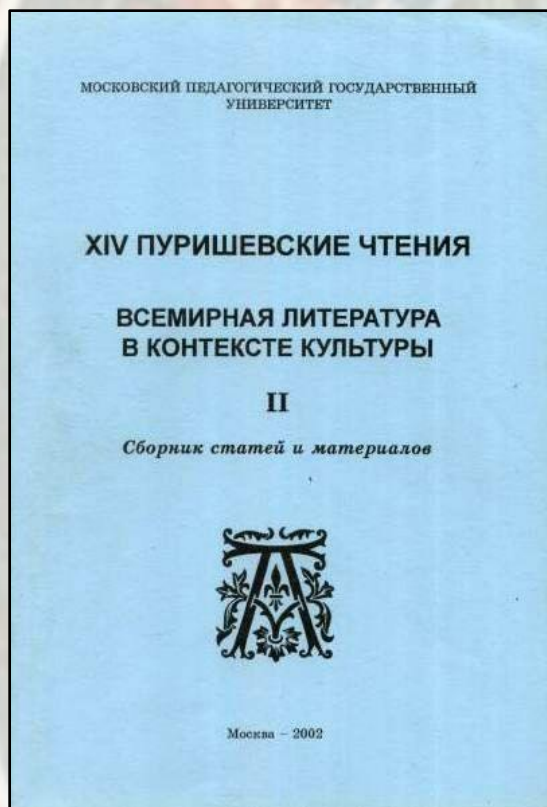 МОСКОВСКИЙ ПЕДАГОГИЧЕСКИЙ ГОСУДАРСТВЕННЫЙ
УНИВЕРСИТЕТ
XIV ПУРИШЕВСКИЕ ЧТЕНИЯ
ВСЕМИРНАЯ ЛИТЕРАТУРА
В КОНТЕКСТЕ КУЛЬТУРЫ
II
Сборник статей и материалов
Москва – 2002